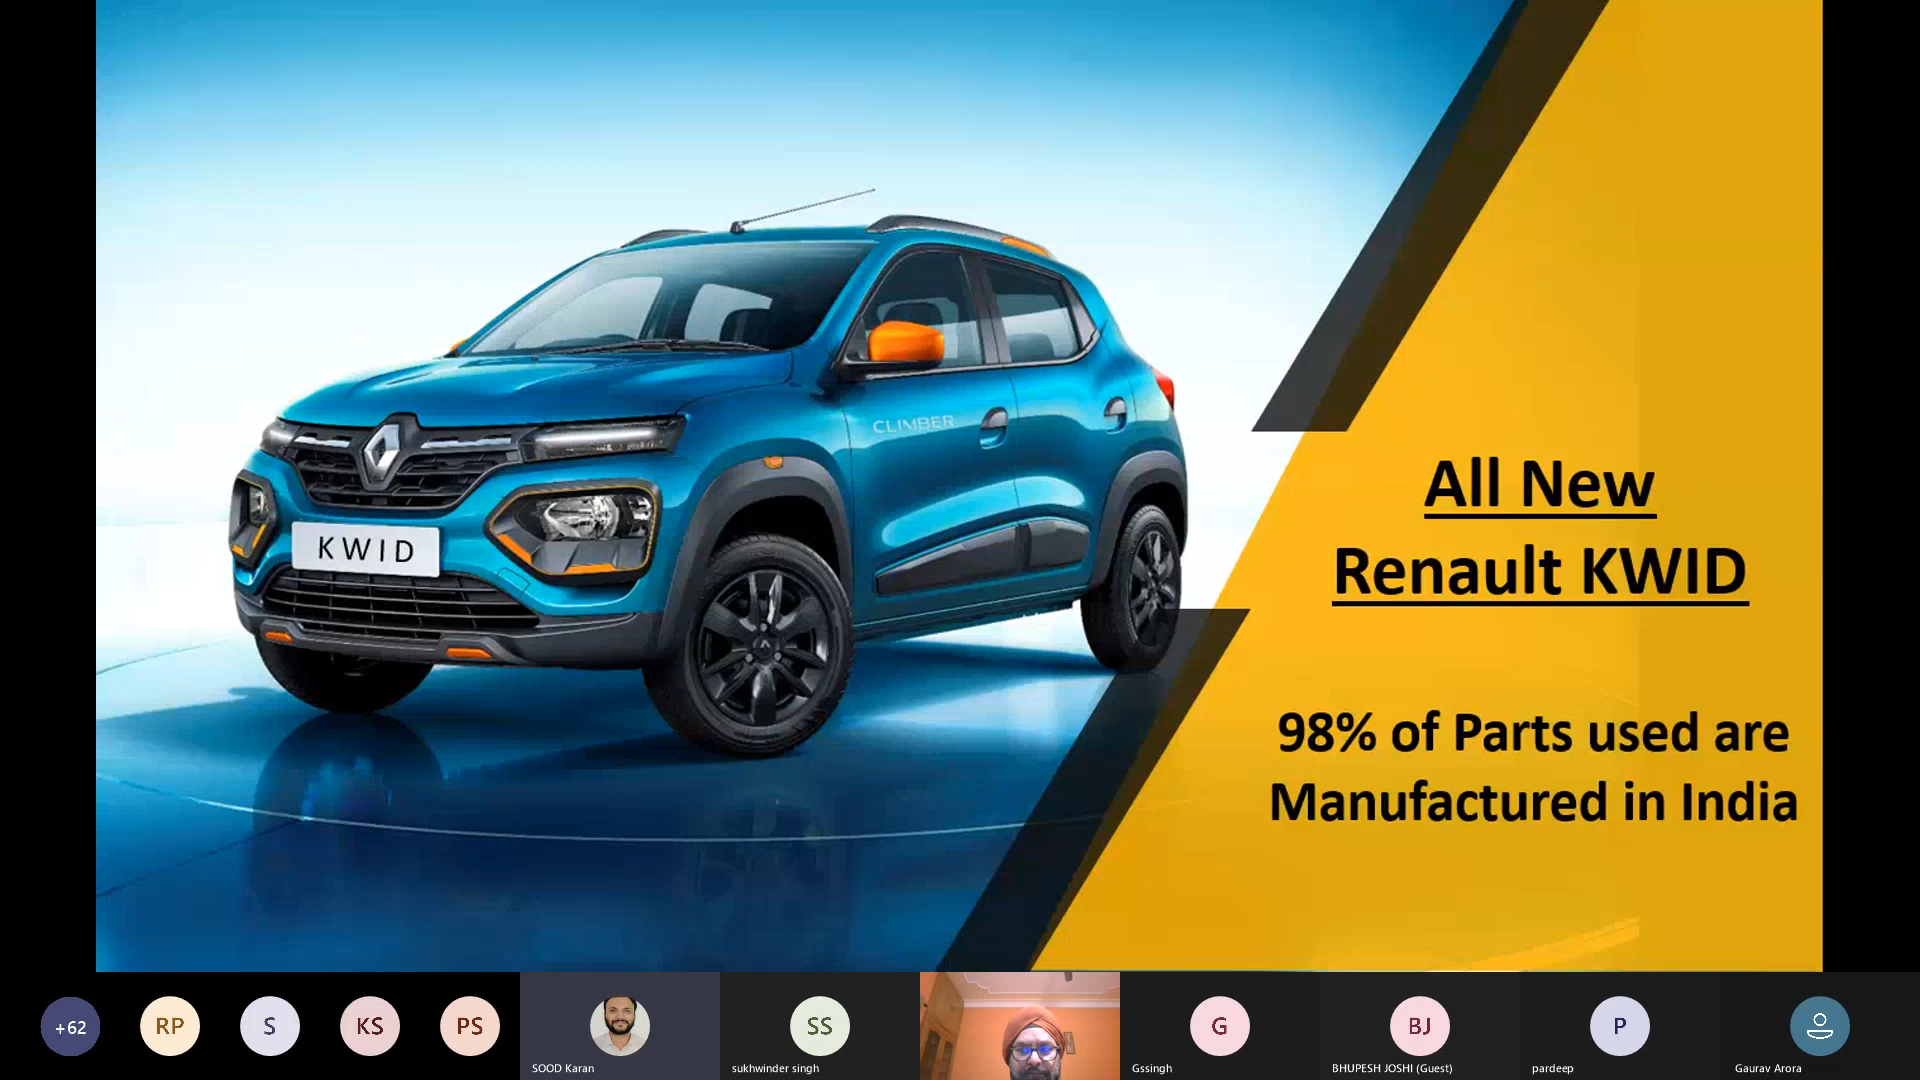 CLIMBER
KWID
All New
Renault KWID
98% of Parts used are
Manufactured in India
+62
RP
S
KS
PS
SOOD Karan
SS
sukhwinder singh
G
Gssingh
BJ
BHUPESH JOSHI (Guest)
P
pardeep
Gaurav Arora